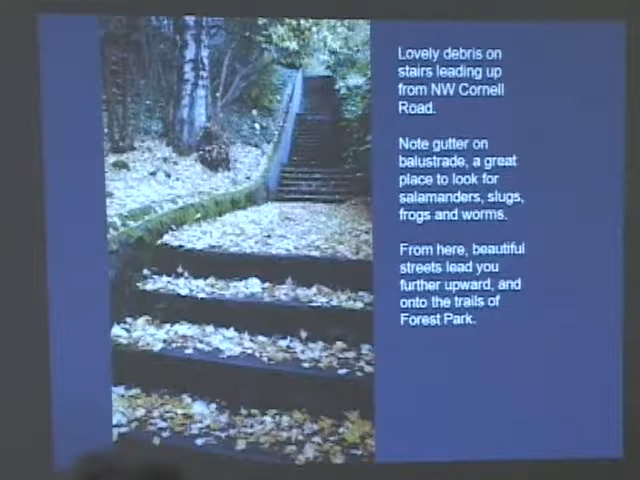 Lovely debris on
stairs leading up
from NW Cornell
Road.
Note gutter on
balustrade, a great
place to look for
salamanders, slugs,
frogs and worms.
From here, beautiful
streets lead you
further upward, and
onto the trails of
Forest Park.